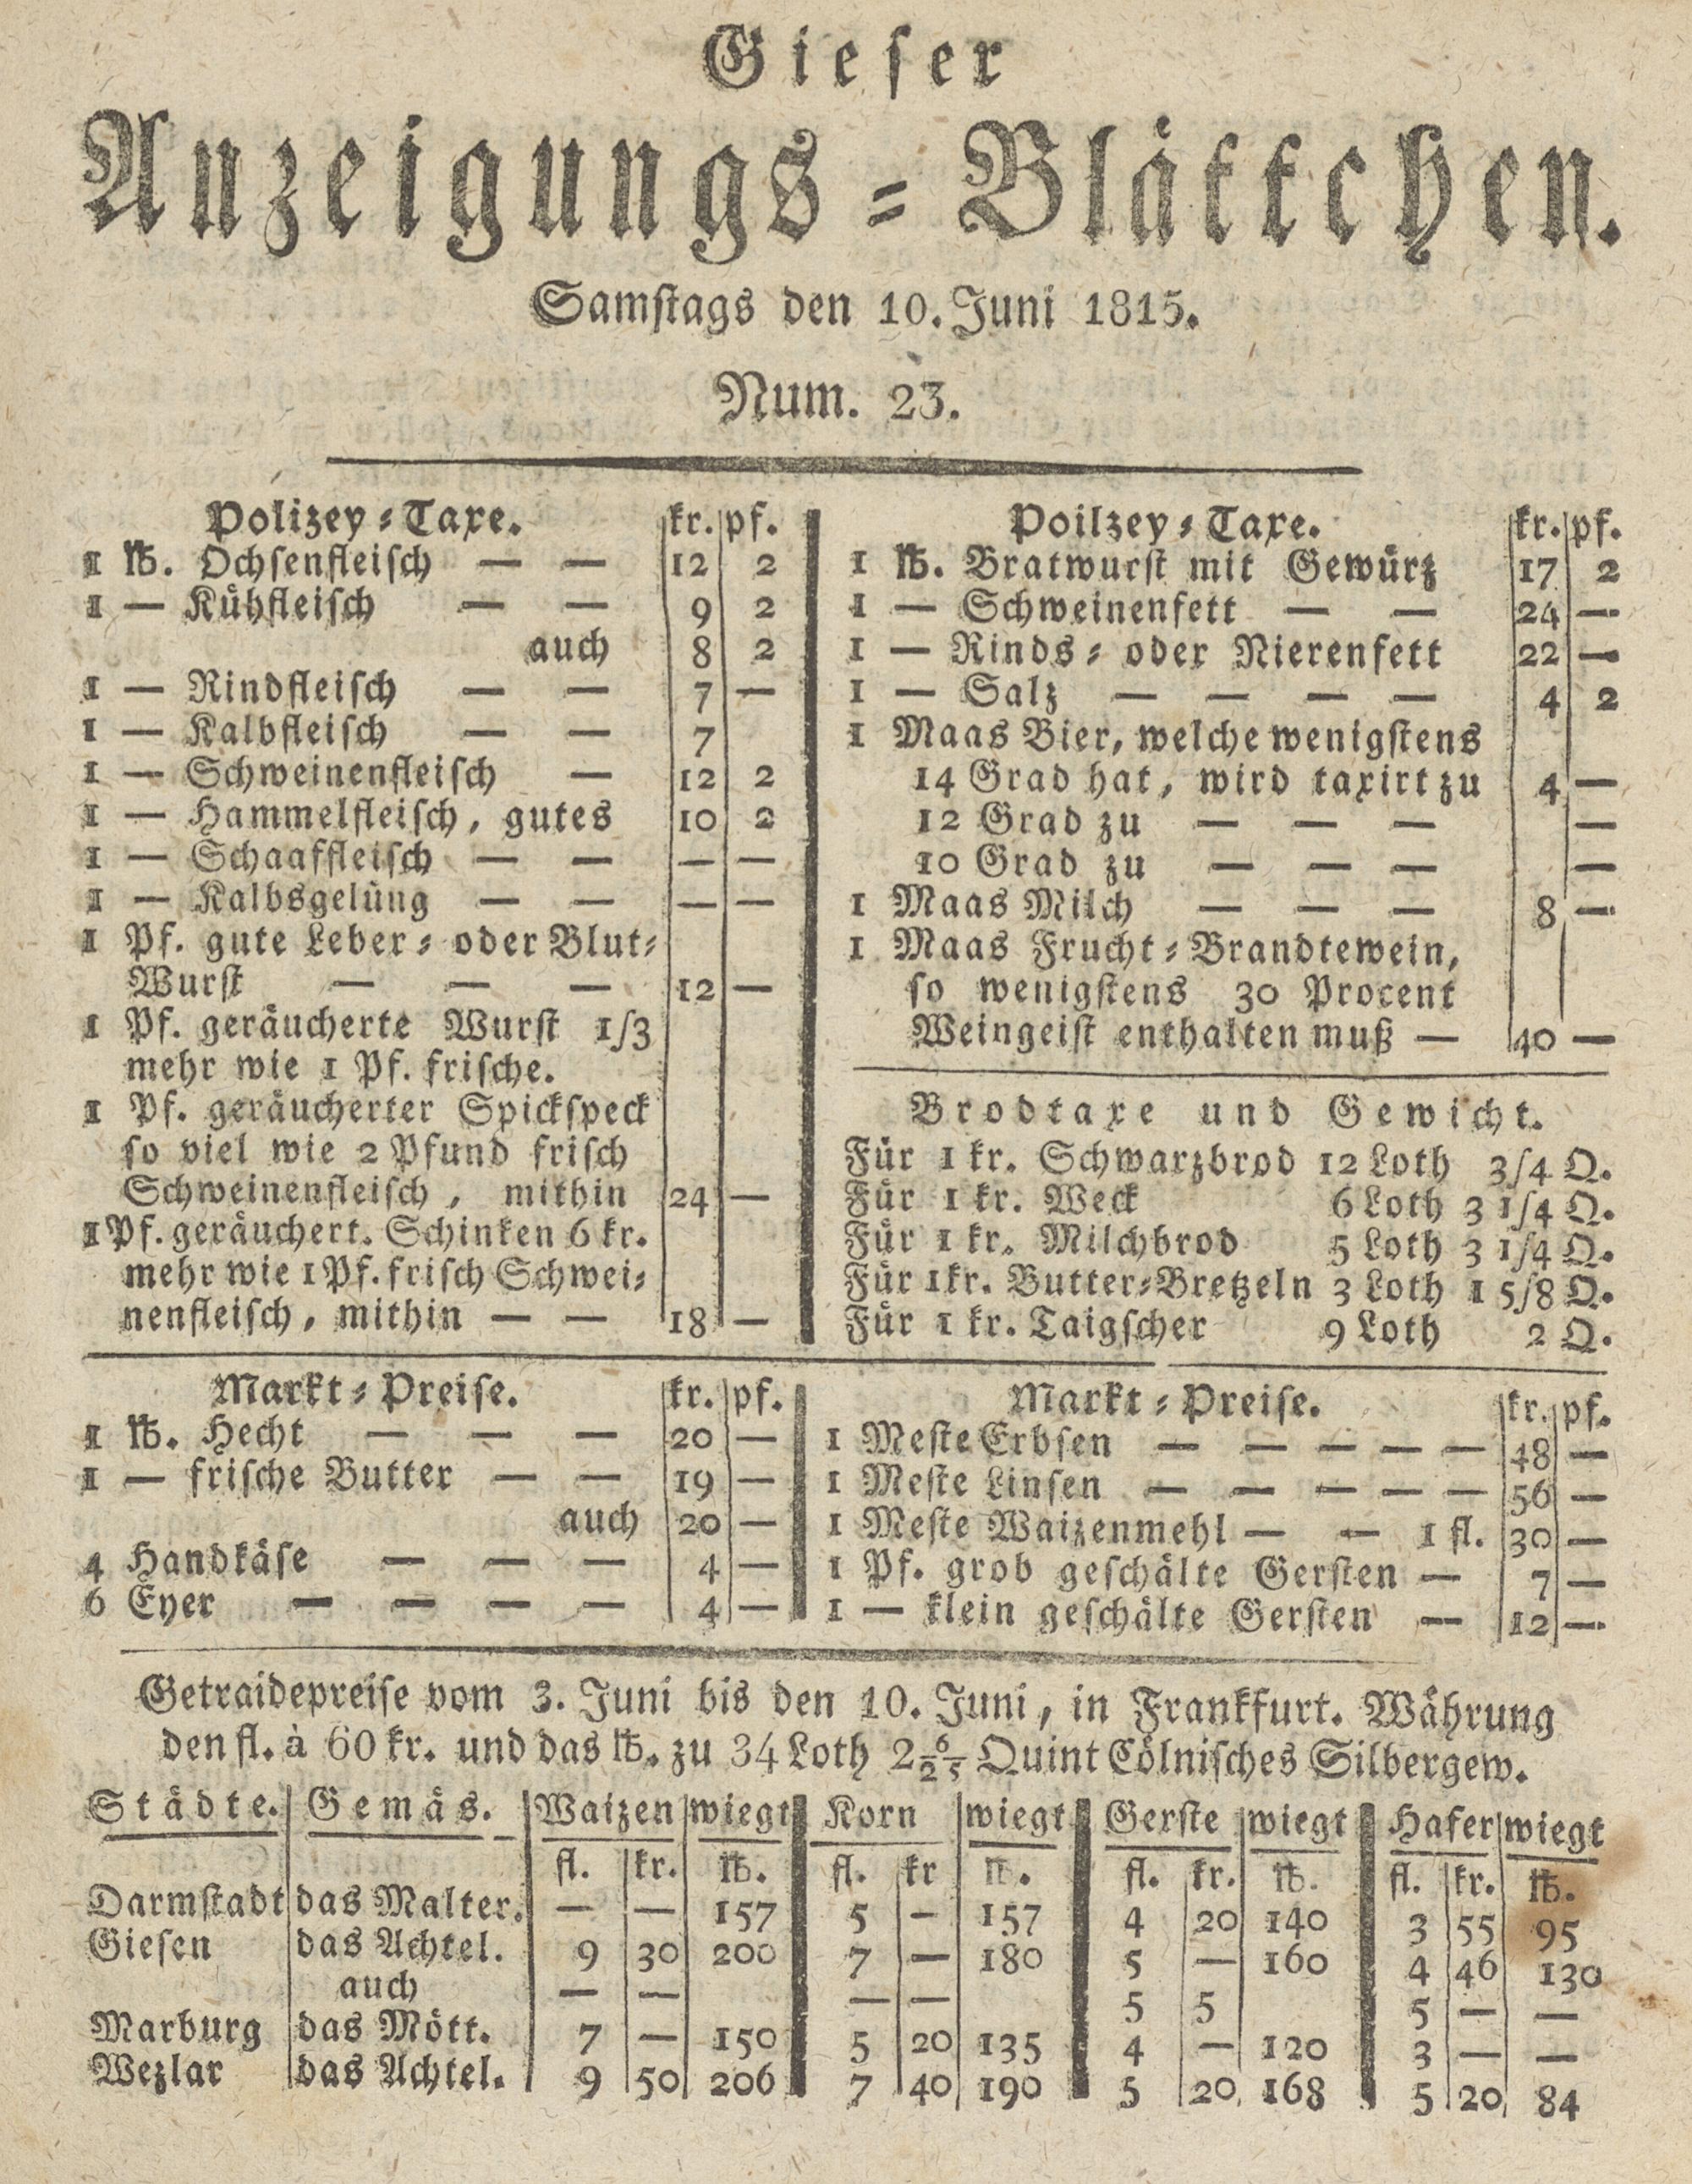 Gieſer
Anzeigungs=Blättchen.
Samſtags den 10. Juni 1815.
Num. 23.
Polizey=Taxe. kr. pf.
1 ℔. Ochſenfleiſch — — 12 2
1 — Kühfleiſch — — 9 2
auch 8 2
1 — Rindfleiſch — — 7 —
1 — Kalbfleiſch — — 7
1 — Schweinenfleiſch — 12 2
1 — Hammelfleiſch, gutes 10 2
1 — Schaaffleiſch — — — —
1 — Kalbsgelüng — — — —
1 Pf. gute Leber= oder Blut=
Wurſt — — — 12 —
1 Pf. geräucherte Wurſt 1/3
mehr wie 1 Pf. friſche.
1 Pf. geräucherter Spickſpeck
ſo viel wie 2 Pfund friſch
Schweinenfleiſch, mithin 24 —
1 Pf. geräuchert. Schinken 6 kr.
mehr wie 1 Pf. friſch Schwei=
nenfleiſch, mithin — — 18 —
Poilzey=Taxe. kr. pf.
1 ℔. Bratwurſt mit Gewürz 17 2
1 — Schweinenfett — — 24 —
1 — Rinds= oder Nierenfett 22 —
1 — Salz — — — — 4 2
1 Maas Bier, welche wenigſtens
14 Grad hat, wird taxirt zu 4 —
12 Grad zu — — — —
10 Grad zu — — — —
1 Maas Milch — — — 8 —
1 Maas Frucht=Brandtewein,
ſo wenigſtens 30 Procent
Weingeiſt enthalten muß — 40 —
Brodtaxe und Gewicht.
Für 1 kr. Schwarzbrod 12 Loth 3/4 Q.
Für 1 kr. Weck 6 Loth 3 1/4 Q.
Für 1 kr. Milchbrod 5 Loth 3 1/4 Q.
Für 1 kr. Butter=Bretzeln 3 Loth 1 5/8 Q.
Für 1 kr. Taigſcher 9 Loth 2 Q.
Markt=Preiſe. kr. pf.
1 ℔. Hecht — — — 20 —
1 — friſche Butter — — 19 —
auch 20 —
4 Handkäſe — — — 4 —
6 Eyer — — — — 4 —
Markt=Preiſe. kr. pf.
1 Meſte Erbſen — — — — — 48 —
1 Meſte Linſen — — — — — 56 —
1 Meſte Waizenmehl — — 1 fl. 30 —
1 Pf. grob geſchälte Gerſten — 7 —
1 — klein geſchälte Gerſten — 12 —
Getraidepreiſe vom 3. Juni bis den 10. Juni, in Frankfurt. Währung
den fl. à 60 kr. und das ℔. zu 34 Loth 2 6/25 Quint Cölniſches Silbergew.
Städte. Gemäs. Waizen wiegt Korn wiegt Gerſte wiegt Hafer wiegt
fl. kr. ℔. fl. kr ℔. fl. kr. ℔. fl. kr. ℔.
Darmſtadt das Malter. — — 157 5 — 157 4 20 140 3 55 95
Gieſen das Achtel. 9 30 200 7 — 180 5 — 160 4 46 130
auch — — — — 5 5 5 — —
Marburg das Mött. 7 — 150 5 20 135 4 — 120 3 — —
Wezlar das Achtel. 9 50 206 7 40 190 5 20 168 5 20 84